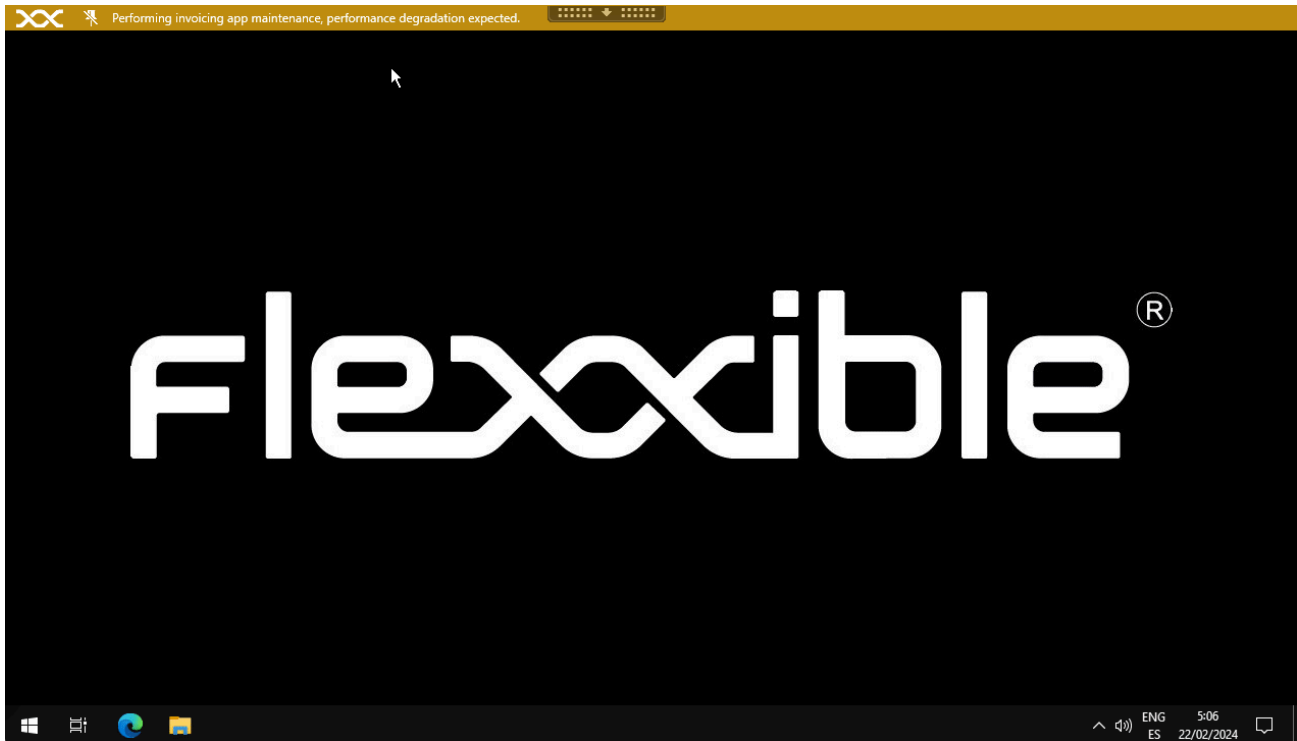 Performing invoicing app maintenance, performance degradation expected.
Flexxible®
ENG
ES
5:06
22/02/2024